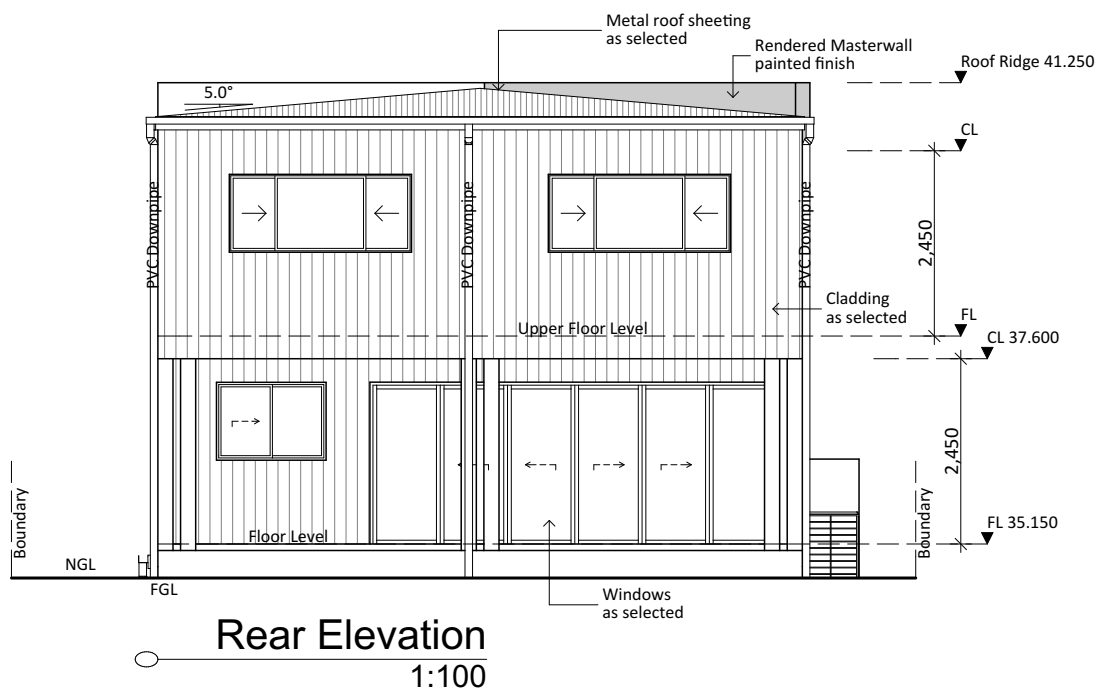 Metal roof sheeting
as selected
Rendered Masterwall
painted finish
Roof Ridge 41.250
5.0°
CL
PVC Downpipe
PVC Downpipe
PVC Downpipe
2,450
Cladding
as selected
Upper Floor Level
FL
CL 37.600
2,450
Boundary
Floor Level
FL 35.150
Boundary
NGL
FGL
Windows
as selected
Rear Elevation
1:100